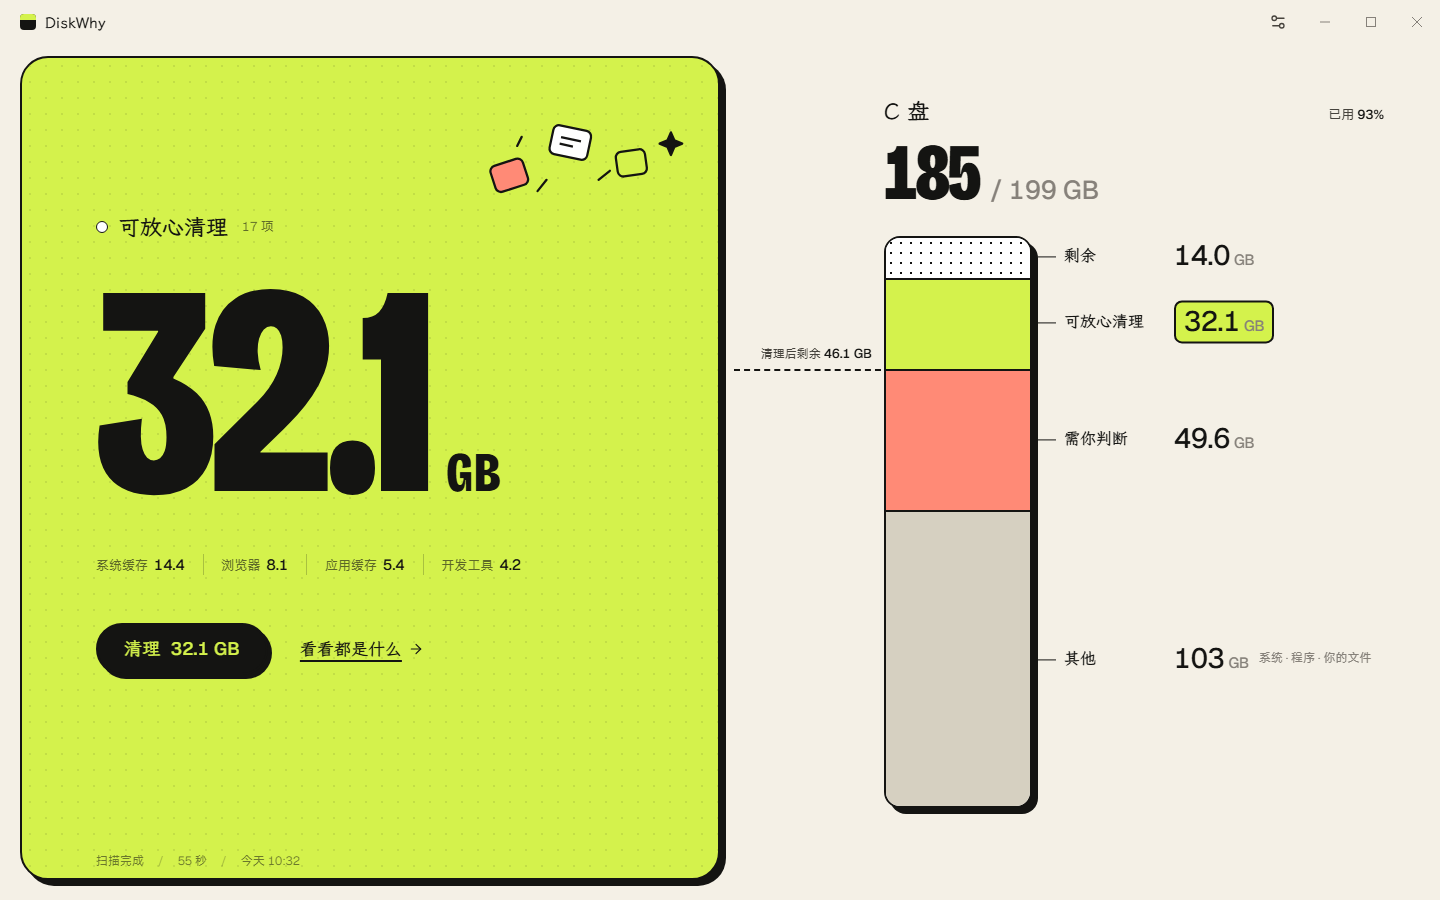 DiskWhy
可放心清理 17 项
32.1 GB
系统缓存 14.4 浏览器 8.1 应用缓存 5.4 开发工具 4.2
清理 32.1 GB 看看都是什么 →
扫描完成 / 55 秒 / 今天 10:32
C 盘 已用 93%
185 / 199 GB
剩余 14.0 GB
可放心清理 32.1 GB
清理后剩余 46.1 GB
需你判断 49.6 GB
其他 103 GB 系统 · 程序 · 你的文件